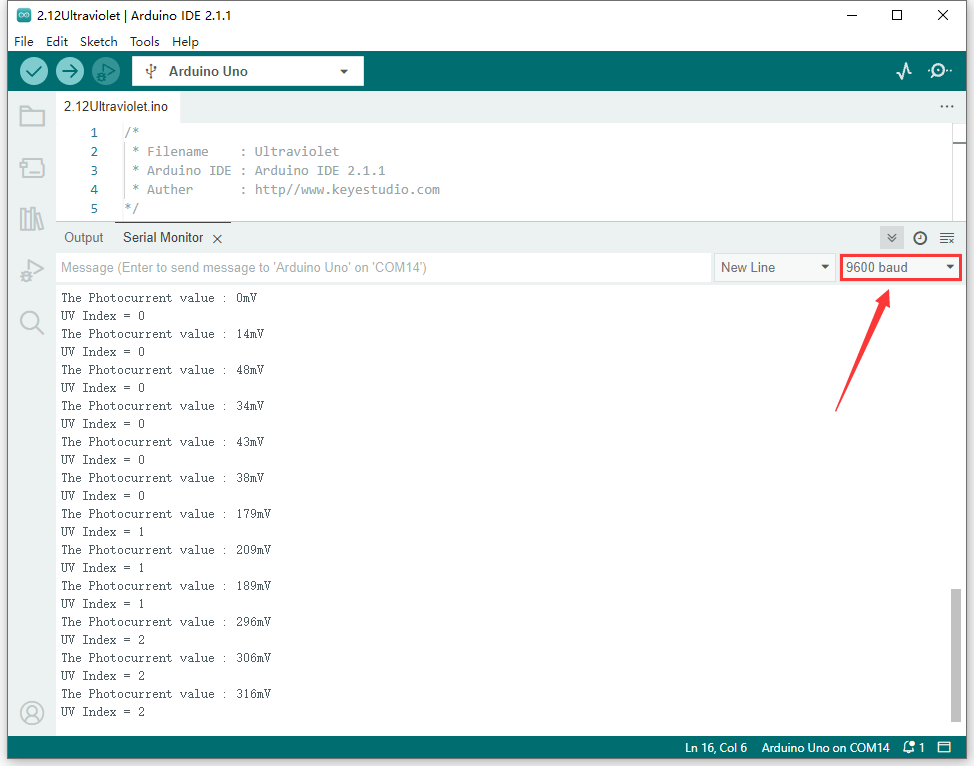 2.12Ultraviolet | Arduino IDE 2.1.1
File Edit Sketch Tools Help
Arduino Uno
2.12Ultraviolet.ino
1 /*
2 * Filename : Ultraviolet
3 * Arduino IDE : Arduino IDE 2.1.1
4 * Auther : http//www.keyestudio.com
5 */
Output Serial Monitor
Message (Enter to send message to 'Arduino Uno' on 'COM14') New Line 9600 baud
The Photocurrent value : 0mV
UV Index = 0
The Photocurrent value : 14mV
UV Index = 0
The Photocurrent value : 48mV
UV Index = 0
The Photocurrent value : 34mV
UV Index = 0
The Photocurrent value : 43mV
UV Index = 0
The Photocurrent value : 38mV
UV Index = 0
The Photocurrent value : 179mV
UV Index = 1
The Photocurrent value : 209mV
UV Index = 1
The Photocurrent value : 189mV
UV Index = 1
The Photocurrent value : 296mV
UV Index = 2
The Photocurrent value : 306mV
UV Index = 2
The Photocurrent value : 316mV
UV Index = 2
Ln 16, Col 6 Arduino Uno on COM14 1